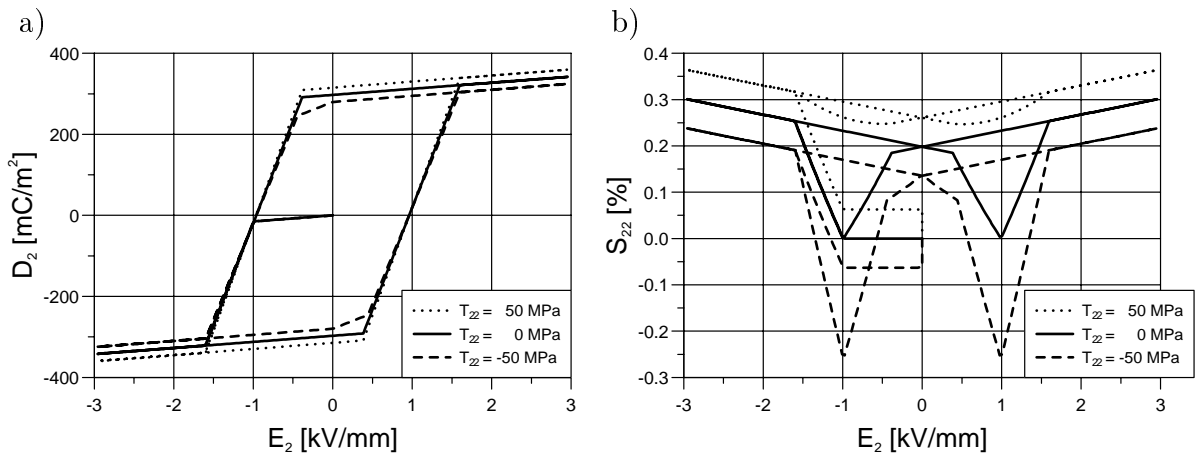 a)
400
200
0
-200
-400
D₂ [mC/m²]
-3 -2 -1 0 1 2 3
E₂ [kV/mm]
T₂₂ = 50 MPa
T₂₂ = 0 MPa
T₂₂ = -50 MPa
b)
0.4
0.3
0.2
0.1
0.0
-0.1
-0.2
-0.3
S₂₂ [%]
-3 -2 -1 0 1 2 3
E₂ [kV/mm]
T₂₂ = 50 MPa
T₂₂ = 0 MPa
T₂₂ = -50 MPa